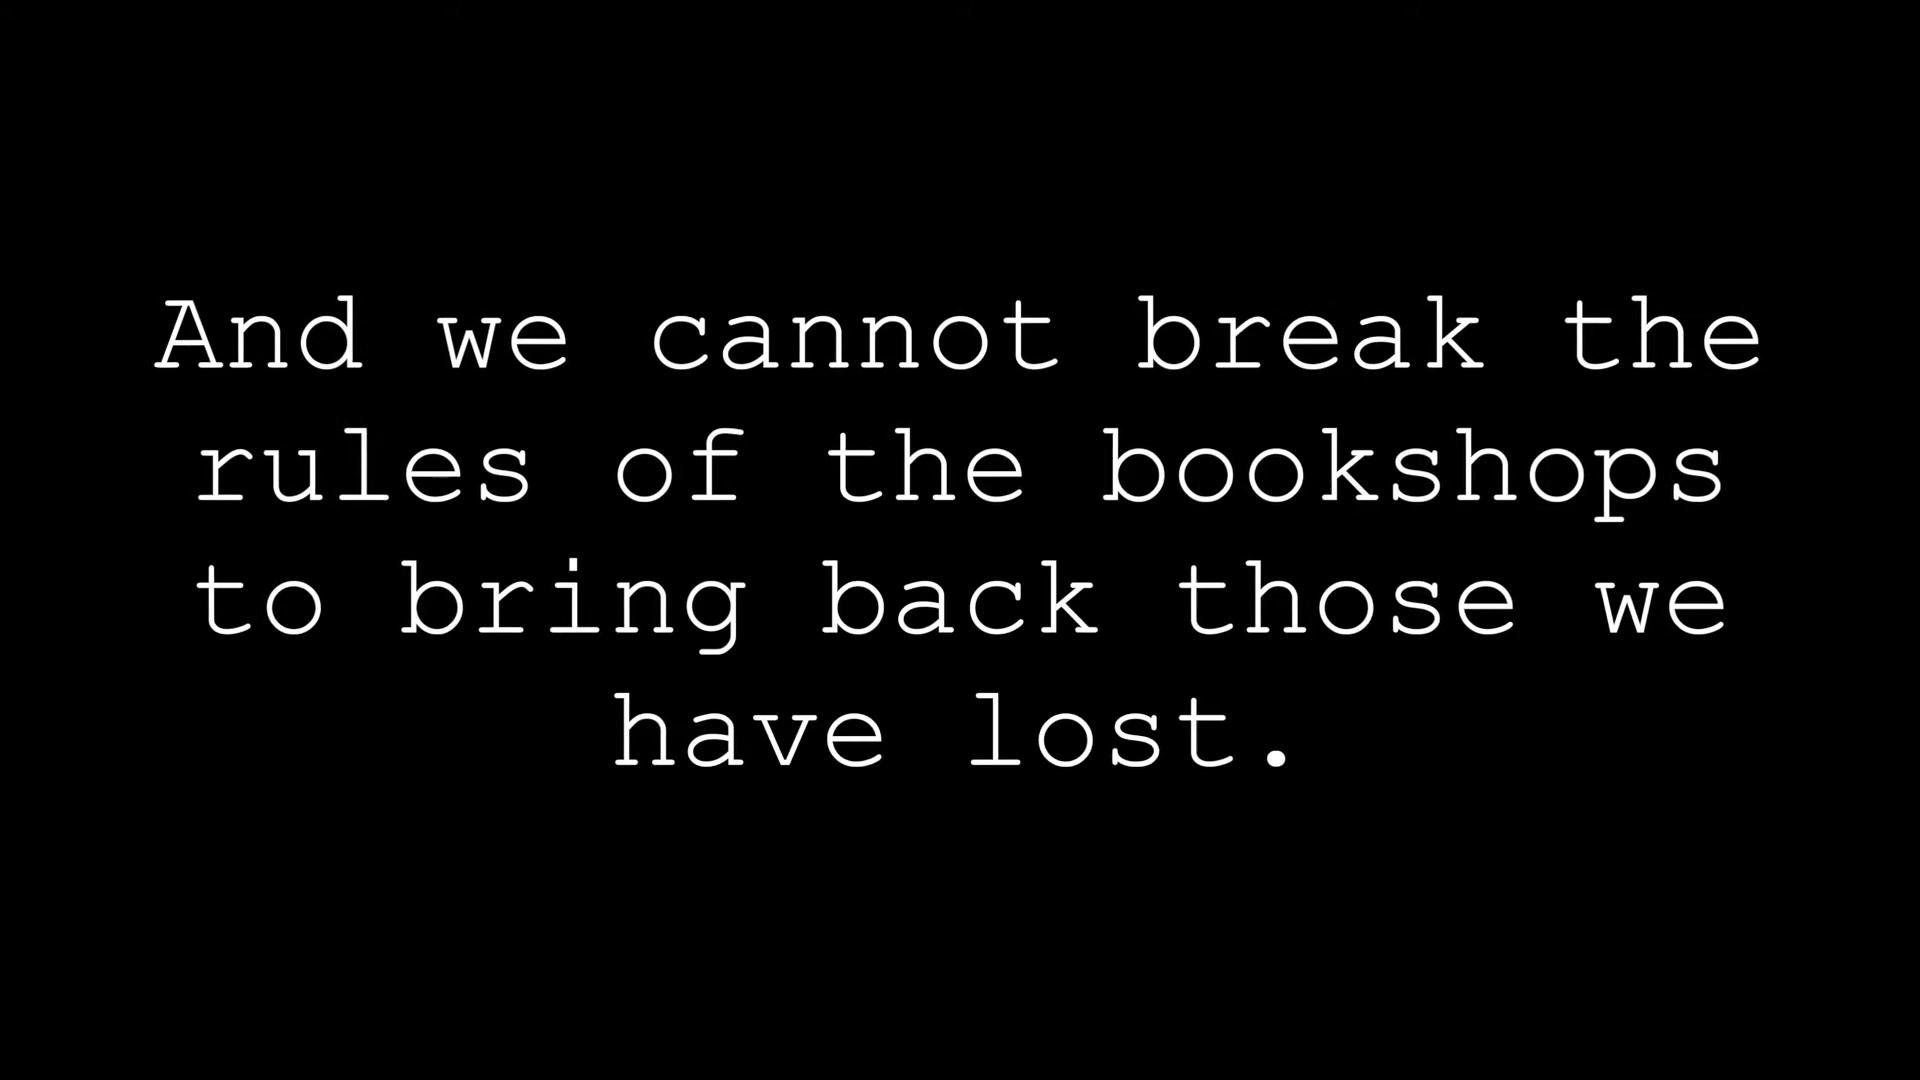 And we cannot break the
rules of the bookshops
to bring back those we
have lost.